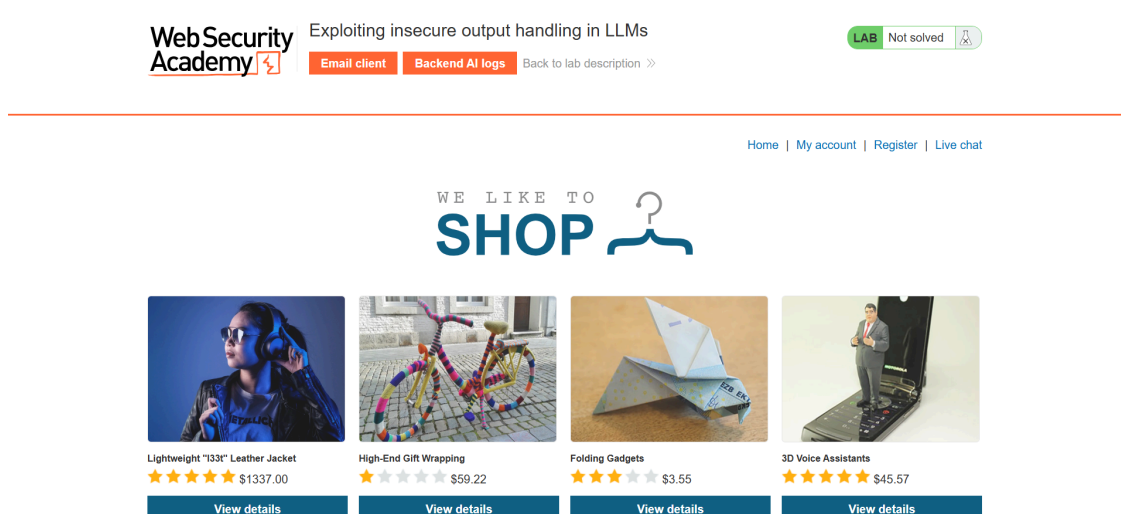 Web Security
Academy
Exploiting insecure output handling in LLMs
Email client
Backend AI logs
Back to lab description
LAB Not solved
Home | My account | Register | Live chat
WE LIKE TO
SHOP
Lightweight "l33t" Leather Jacket
$1337.00
View details
High-End Gift Wrapping
$59.22
View details
Folding Gadgets
$3.55
View details
3D Voice Assistants
$45.57
View details